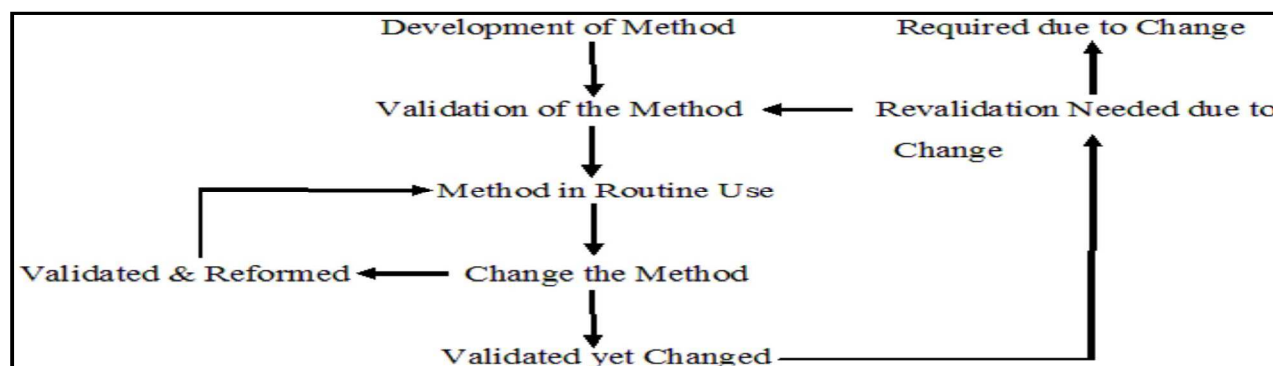 Development of Method
Required due to Change
Validation of the Method
Revalidation Needed due to
Change
Method in Routine Use
Validated & Reformed
Change the Method
Validated yet Changed